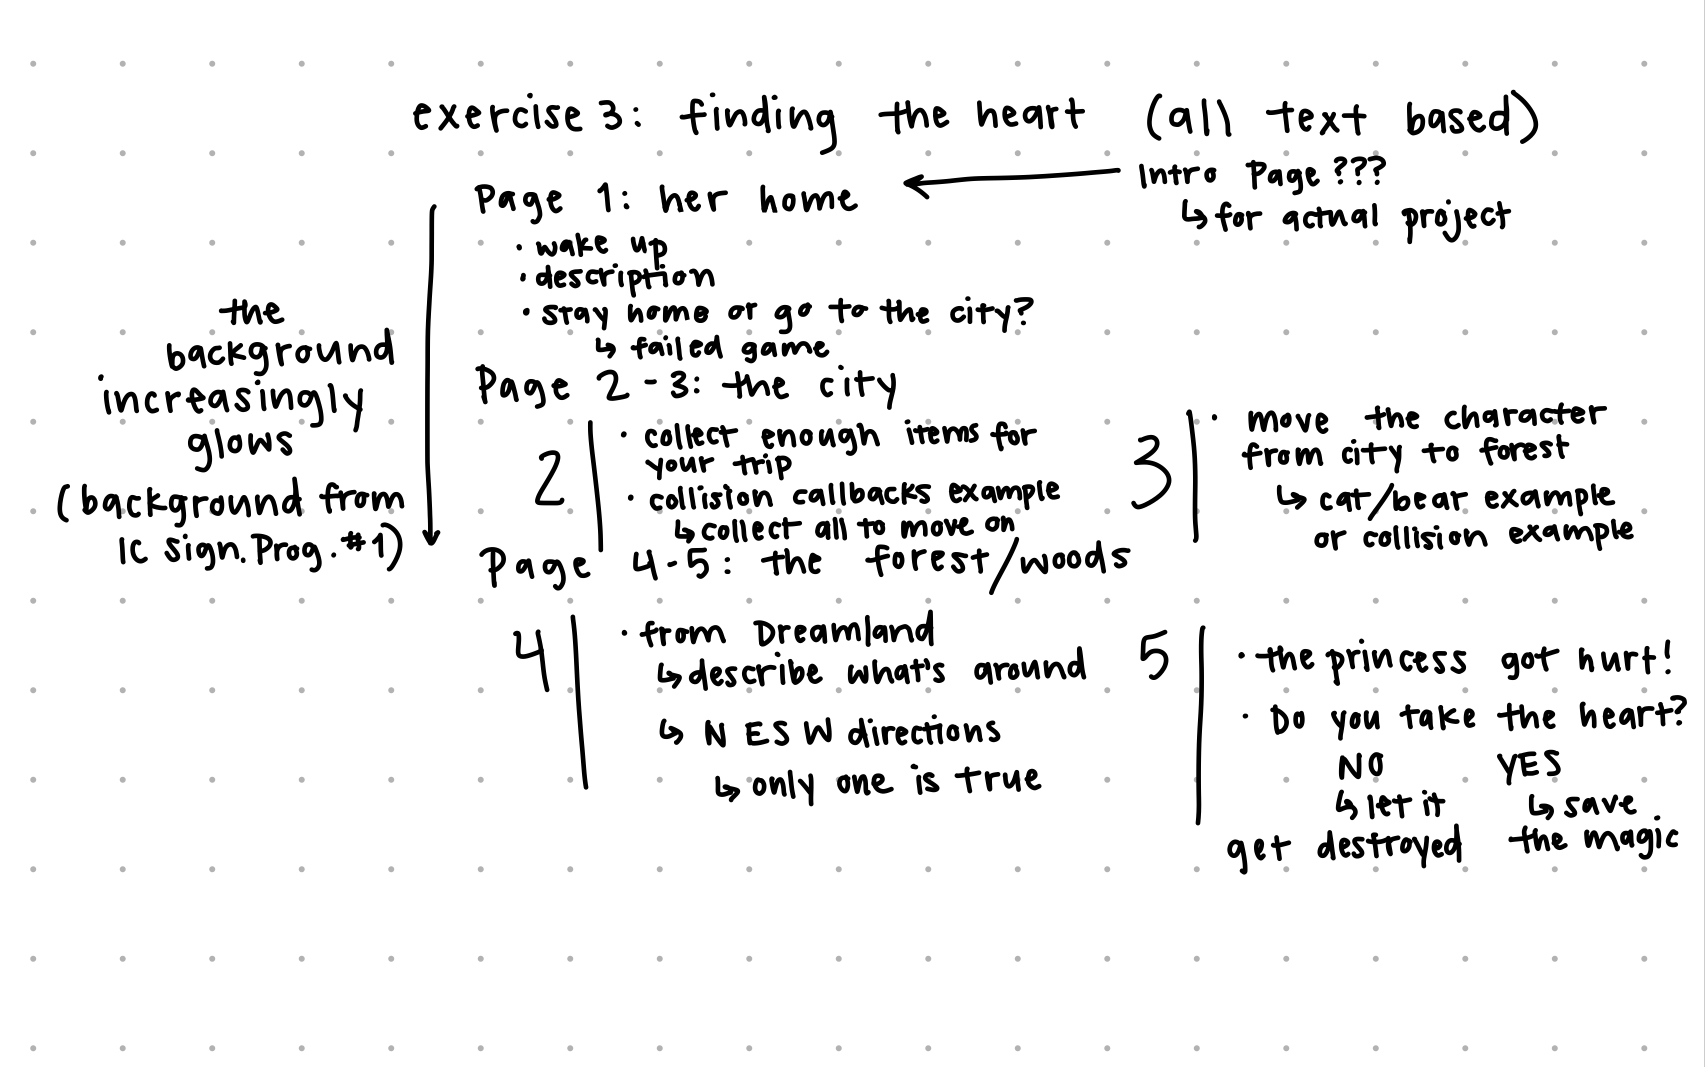 exercise 3: finding the heart (all text based)
Intro Page ???
↳ for actual project
Page 1: her home
• wake up
• description
• stay home or go to the city?
↳ failed game
the
background
increasingly
glows
(background from
IC sign. Prog. #1)
Page 2-3: the city
2
• collect enough items for
your trip
• collision callbacks example
↳ collect all to move on
3
• move the character
from city to forest
↳ cat/bear example
or collision example
Page 4-5: the forest/woods
4
• from Dreamland
↳ describe what's around
↳ N E S W directions
↳ only one is true
5
• the princess got hurt!
• Do you take the heart?
NO YES
↳ let it ↳ save
get destroyed the magic